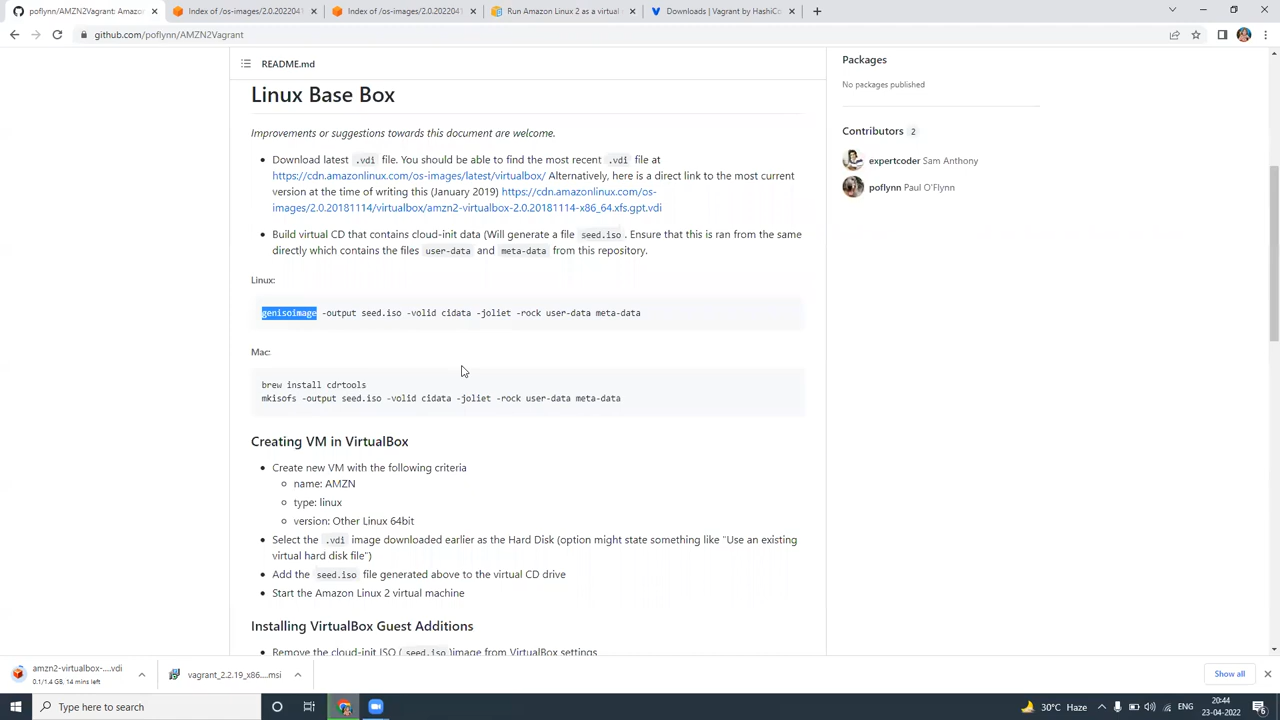 poflynn/AMZN2Vagrant: Amazon
Index of /os-images/2.0.2022041
Index of /os-images/2.0.2022041
Run Amazon Linux 2 as a virtual
Downloads | Vagrant by HashiCo
github.com/poflynn/AMZN2Vagrant
README.md
Linux Base Box
Improvements or suggestions towards this document are welcome.
Download latest .vdi file. You should be able to find the most recent .vdi file at
https://cdn.amazonlinux.com/os-images/latest/virtualbox/ Alternatively, here is a direct link to the most current
version at the time of writing this (January 2019) https://cdn.amazonlinux.com/os-
images/2.0.20181114/virtualbox/amzn2-virtualbox-2.0.20181114-x86_64.xfs.gpt.vdi
Build virtual CD that contains cloud-init data (Will generate a file seed.iso. Ensure that this is ran from the same
directly which contains the files user-data and meta-data from this repository.
Linux:
genisoimage -output seed.iso -volid cidata -joliet -rock user-data meta-data
Mac:
brew install cdrtools
mkisofs -output seed.iso -volid cidata -joliet -rock user-data meta-data
Creating VM in VirtualBox
Create new VM with the following criteria
name: AMZN
type: linux
version: Other Linux 64bit
Select the .vdi image downloaded earlier as the Hard Disk (option might state something like "Use an existing
virtual hard disk file")
Add the seed.iso file generated above to the virtual CD drive
Start the Amazon Linux 2 virtual machine
Installing VirtualBox Guest Additions
Remove the cloud-init ISO (seed.iso)image from VirtualBox settings
Packages
No packages published
Contributors 2
expertcoder Sam Anthony
poflynn Paul O'Flynn
amzn2-virtualbox-....vdi
0.1/1.4 GB, 14 mins left
vagrant_2.2.19_x86....msi
Show all
Type here to search
30°C Haze
ENG
20:44
23-04-2022
6